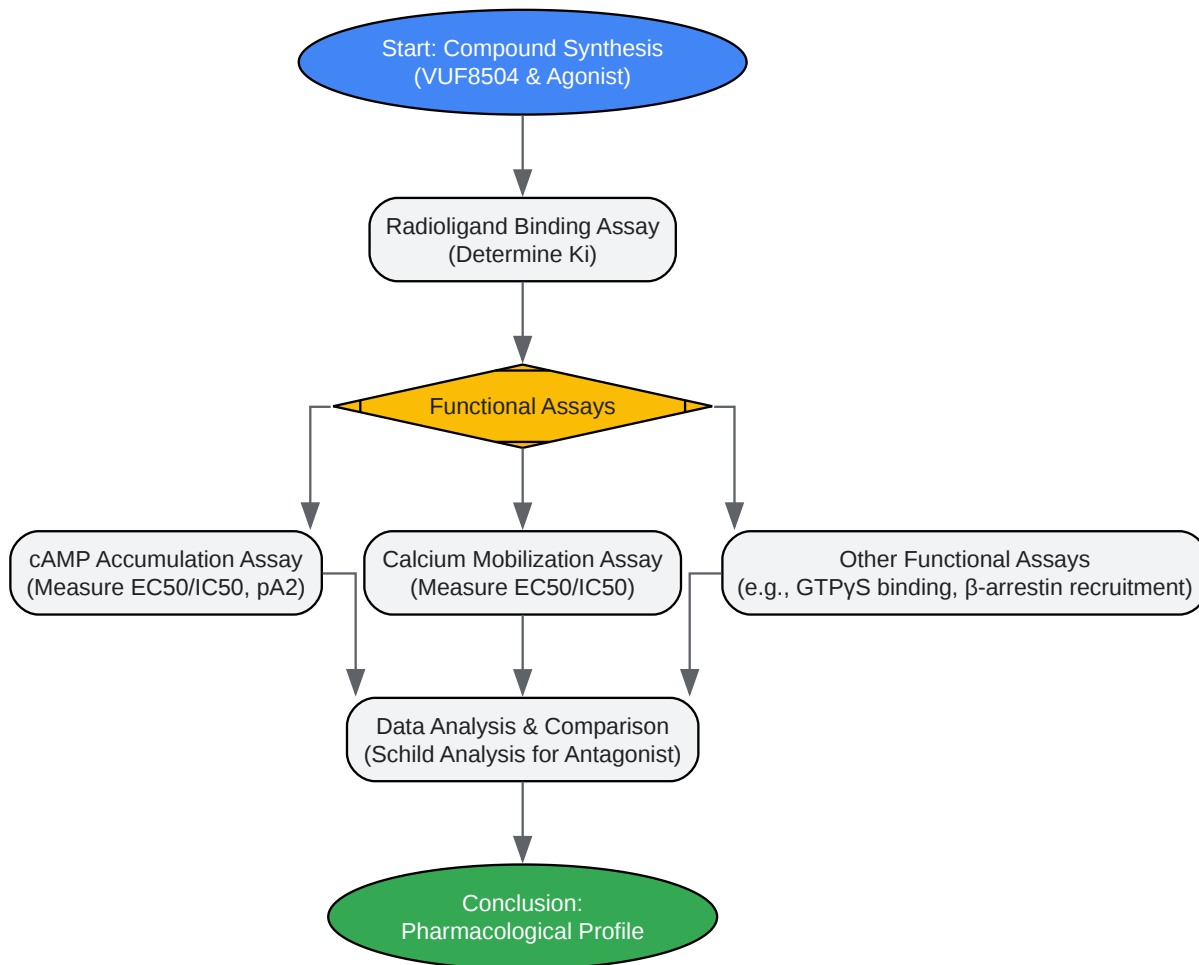 Start: Compound Synthesis
(VUF8504 & Agonist)
Radioligand Binding Assay
(Determine Ki)
Functional Assays
cAMP Accumulation Assay
(Measure EC50/IC50, pA2)
Calcium Mobilization Assay
(Measure EC50/IC50)
Other Functional Assays
(e.g., GTPγS binding, β-arrestin recruitment)
Data Analysis & Comparison
(Schild Analysis for Antagonist)
Conclusion:
Pharmacological Profile